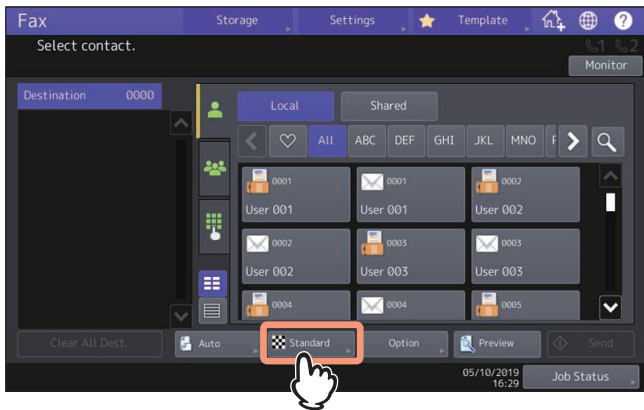 Fax
Storage
Settings
Template
?
Select contact.
1 2
Monitor
Destination 0000
Local
Shared
All
ABC
DEF
GHI
JKL
MNO
0001
User 001
0001
User 001
0002
User 002
0002
User 002
0003
User 003
0003
User 003
0004
0004
0005
Clear All Dest.
Auto
Standard
Option
Preview
Send
05/10/2019
16:29
Job Status